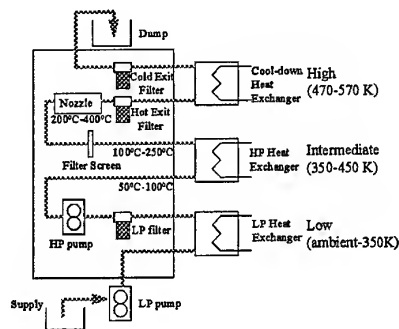 Dump
Cold Exit
Filter
Cool-down
Heat
Exchanger
High
(470-570 K)
Nozzle
200°C-400°C
Hot Exit
Filter
Filter Screen
100°C-250°C
HP Heat
Exchanger
Intermediate
(350-450 K)
50°C-100°C
HP pump
LP filter
LP Heat
Exchanger
Low
(ambient-350K)
Supply
LP pump